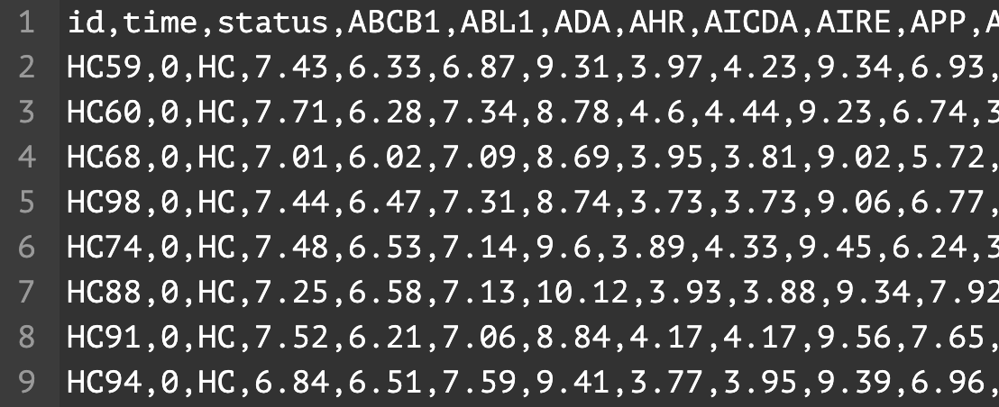 1 id,time,status,ABCB1,ABL1,ADA,AHR,AICDA,AIRE,APP,A
2 HC59,0,HC,7.43,6.33,6.87,9.31,3.97,4.23,9.34,6.93,
3 HC60,0,HC,7.71,6.28,7.34,8.78,4.6,4.44,9.23,6.74,3
4 HC68,0,HC,7.01,6.02,7.09,8.69,3.95,3.81,9.02,5.72,
5 HC98,0,HC,7.44,6.47,7.31,8.74,3.73,3.73,9.06,6.77,
6 HC74,0,HC,7.48,6.53,7.14,9.6,3.89,4.33,9.45,6.24,3
7 HC88,0,HC,7.25,6.58,7.13,10.12,3.93,3.88,9.34,7.92
8 HC91,0,HC,7.52,6.21,7.06,8.84,4.17,4.17,9.56,7.65,
9 HC94,0,HC,6.84,6.51,7.59,9.41,3.77,3.95,9.39,6.96,